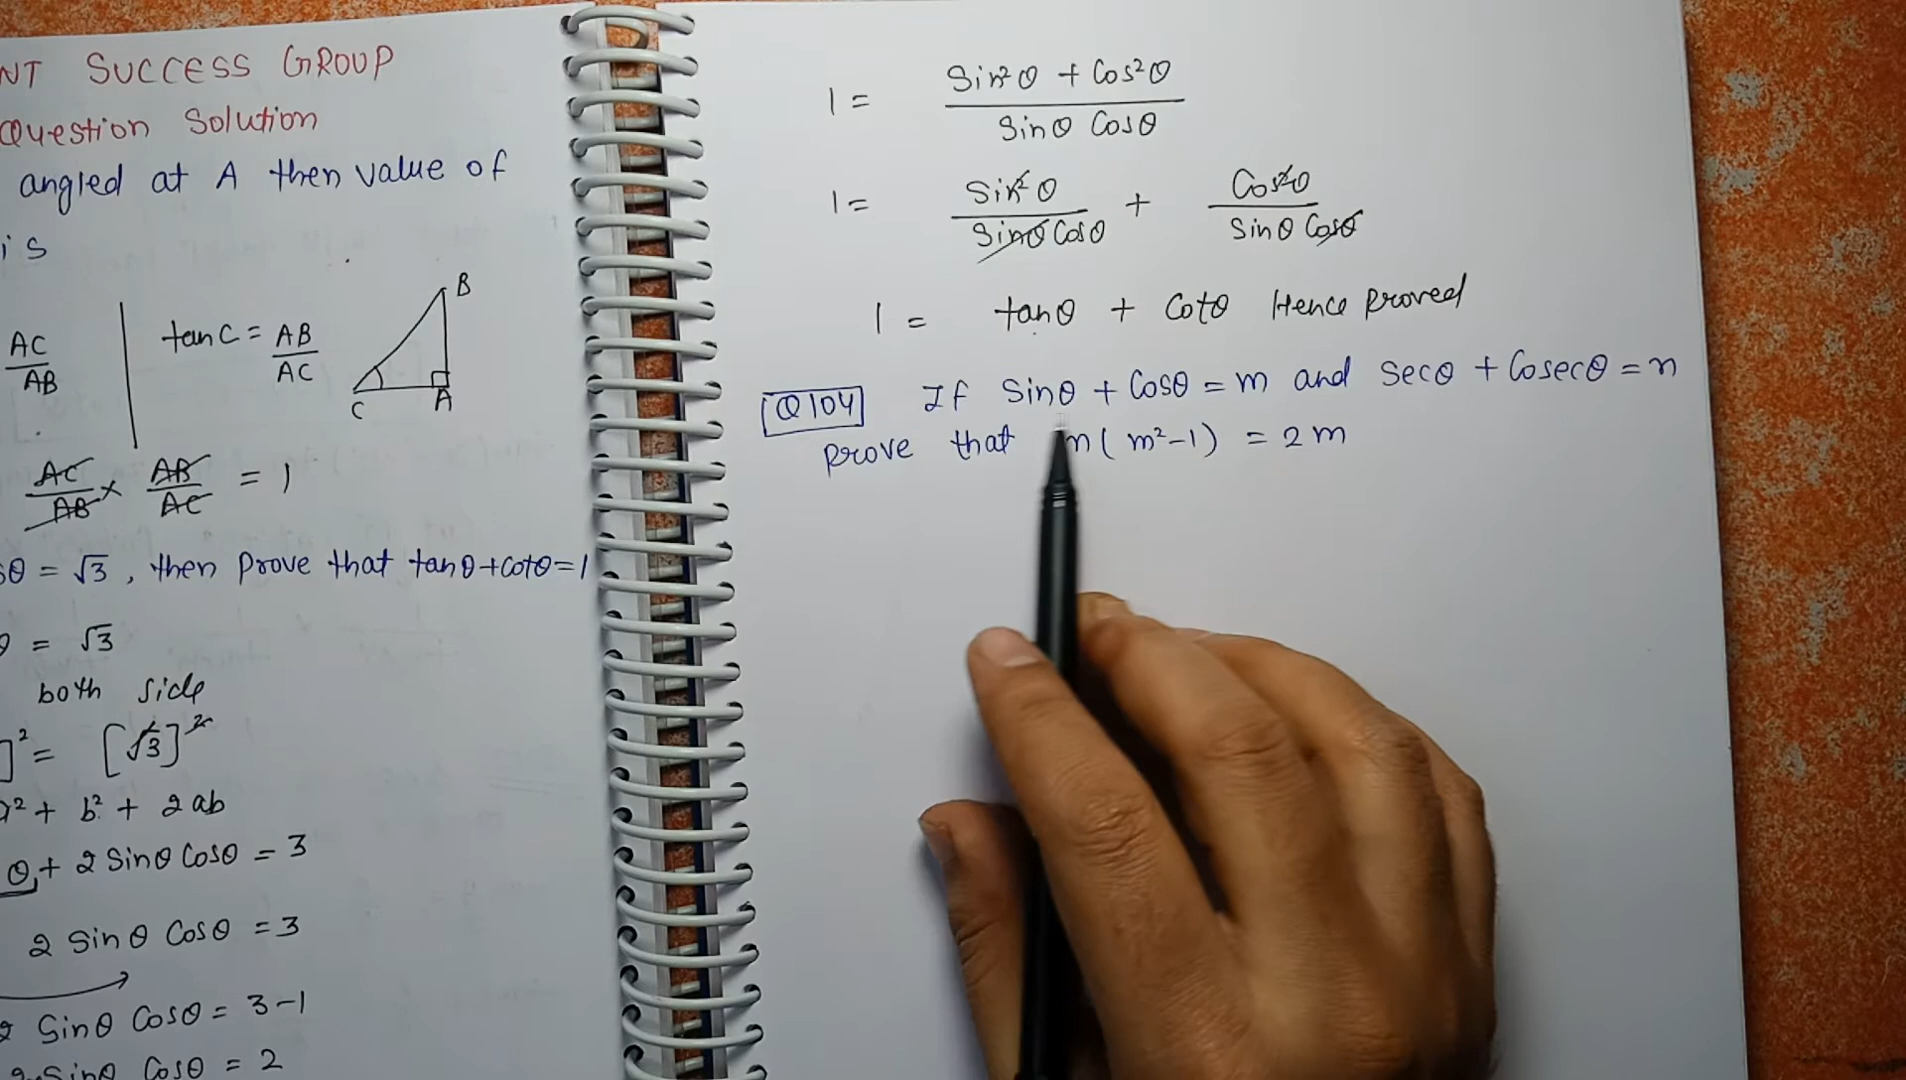 NT SUCCESS GROUP
Question Solution
angled at A then value of
is
AC/AB
tan C = AB/AC
B
C
A
AC/AB × AB/AC = 1
sθ = √3, then Prove that tanθ+cotθ=1
θ = √3
both side
]² = [√3]²
a² + b² + 2ab
θ + 2 Sinθ Cosθ = 3
2 Sinθ Cosθ = 3
2 Sinθ Cosθ = 3-1
2 Sinθ Cosθ = 2
1 = (Sin²θ + Cos²θ)/(Sinθ Cosθ)
1 = Sin²θ/(Sinθ Cosθ) + Cos²θ/(Sinθ Cosθ)
1 = tanθ + Cotθ Hence Proved
Q 104 If Sinθ + Cosθ = m and Secθ + Cosecθ = n
Prove that n(m²-1) = 2m